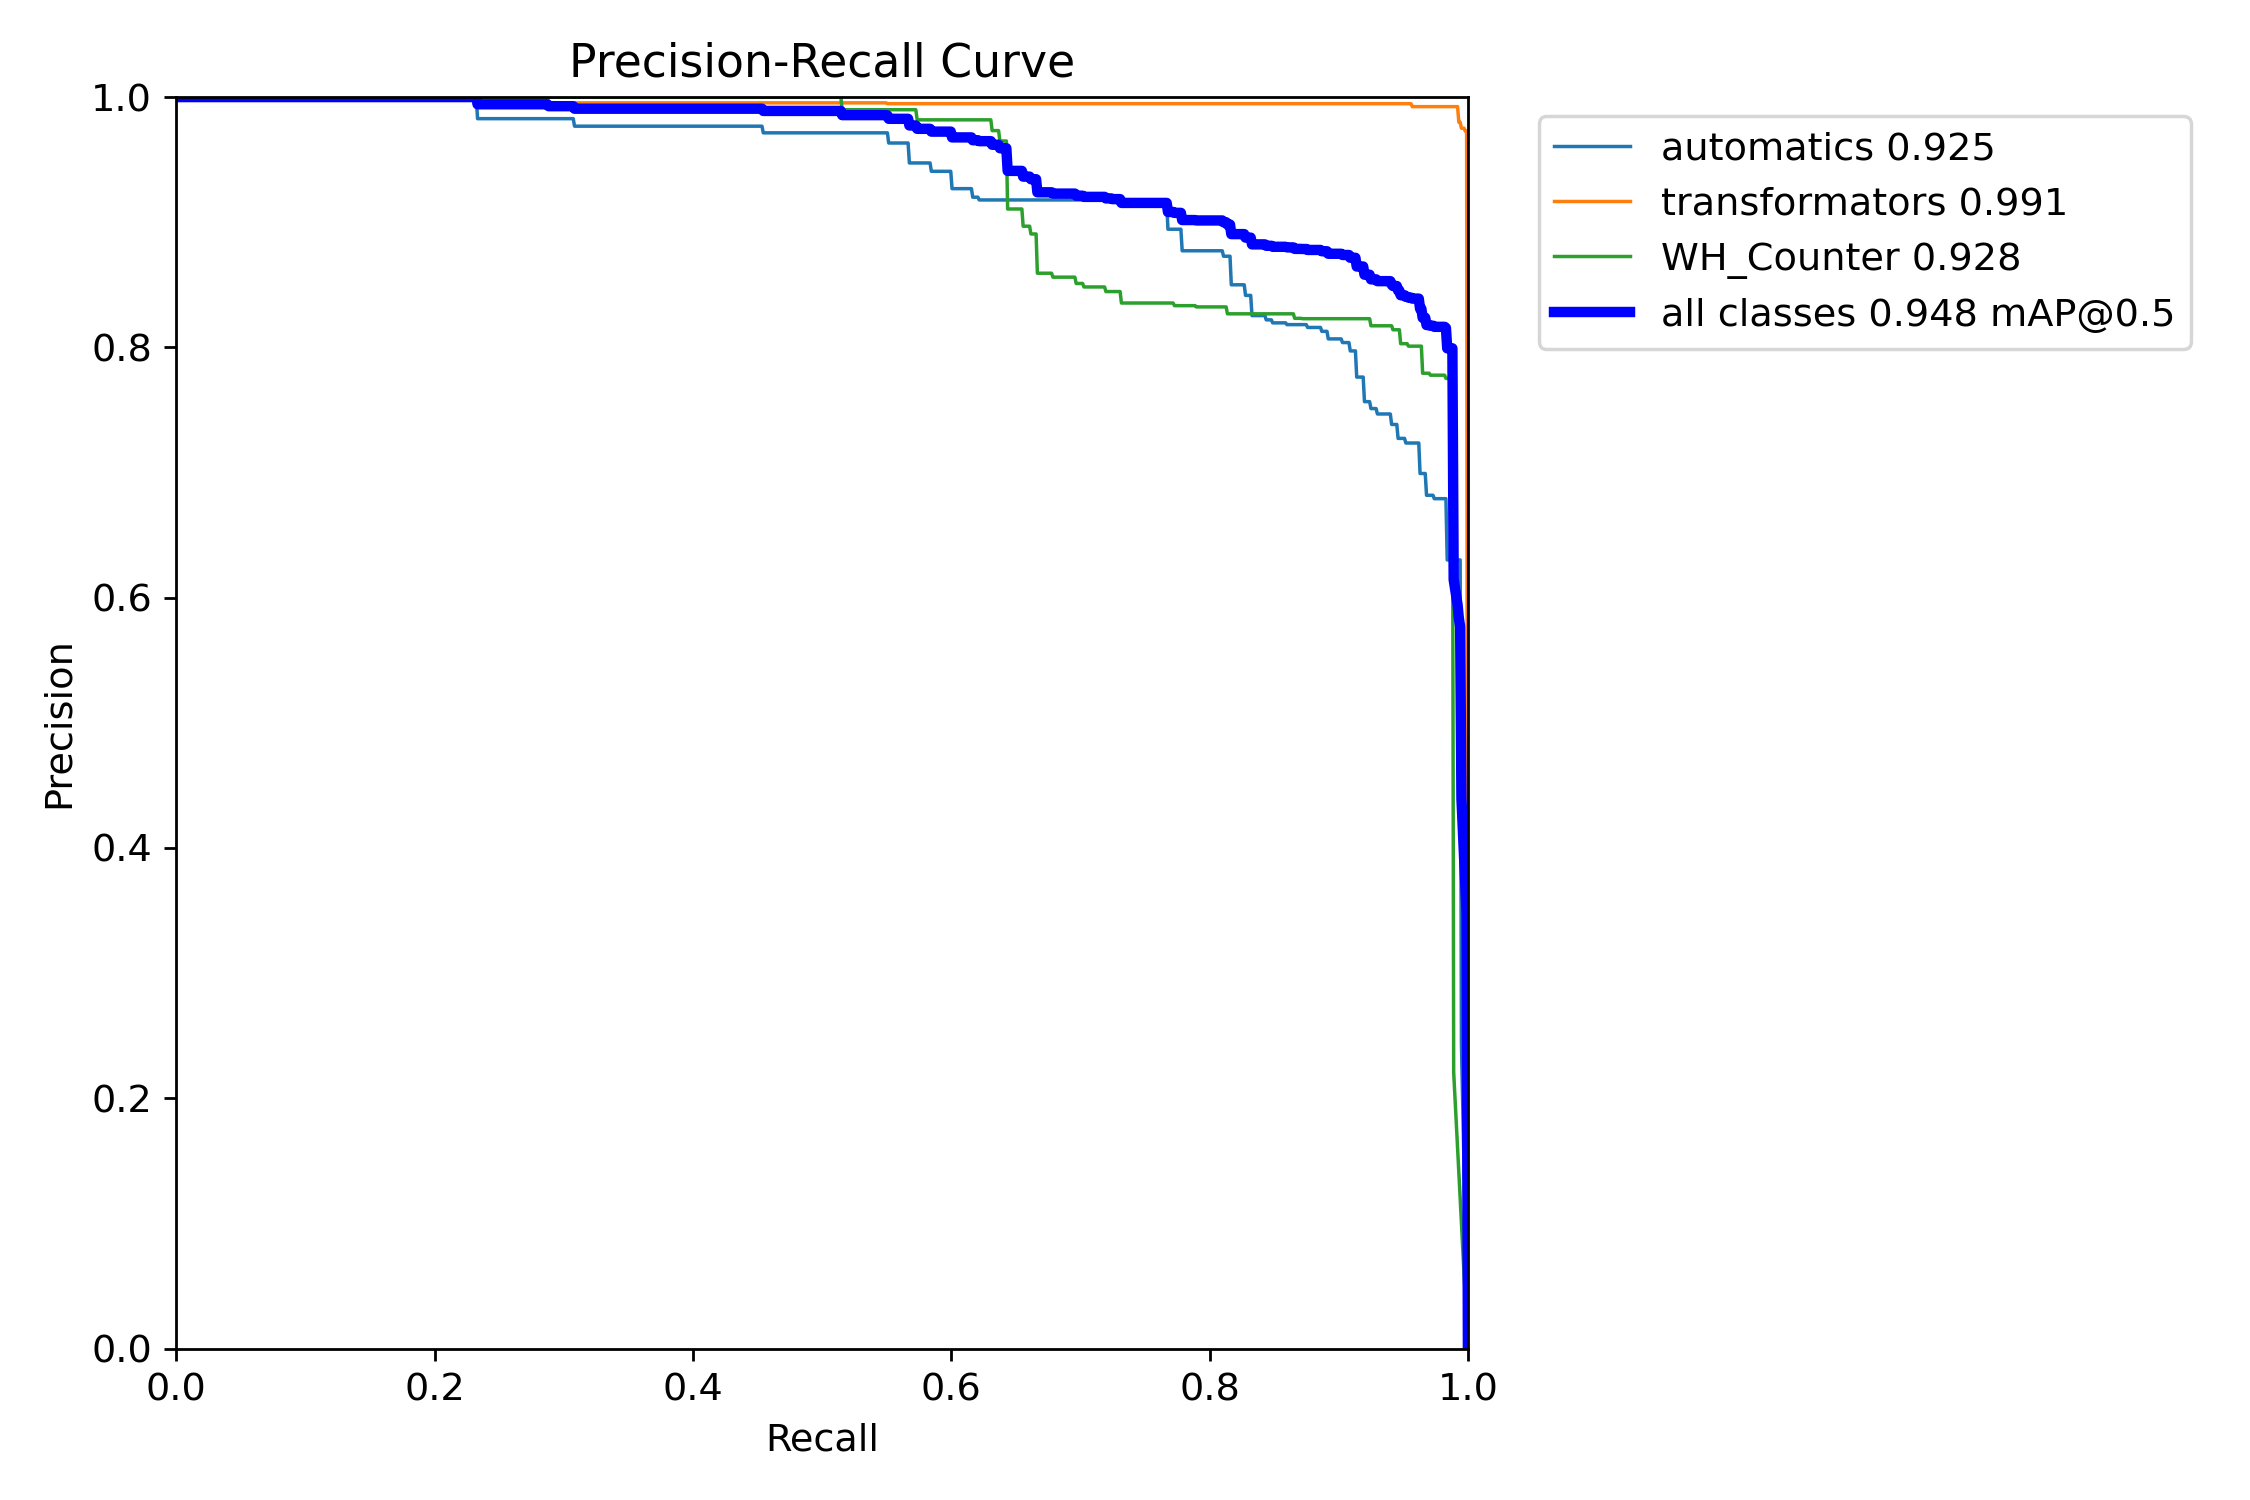 Precision-Recall Curve
1.0
0.8
0.6
0.4
0.2
0.0
Precision
0.0 0.2 0.4 0.6 0.8 1.0
Recall
automatics 0.925
transformators 0.991
WH_Counter 0.928
all classes 0.948 mAP@0.5